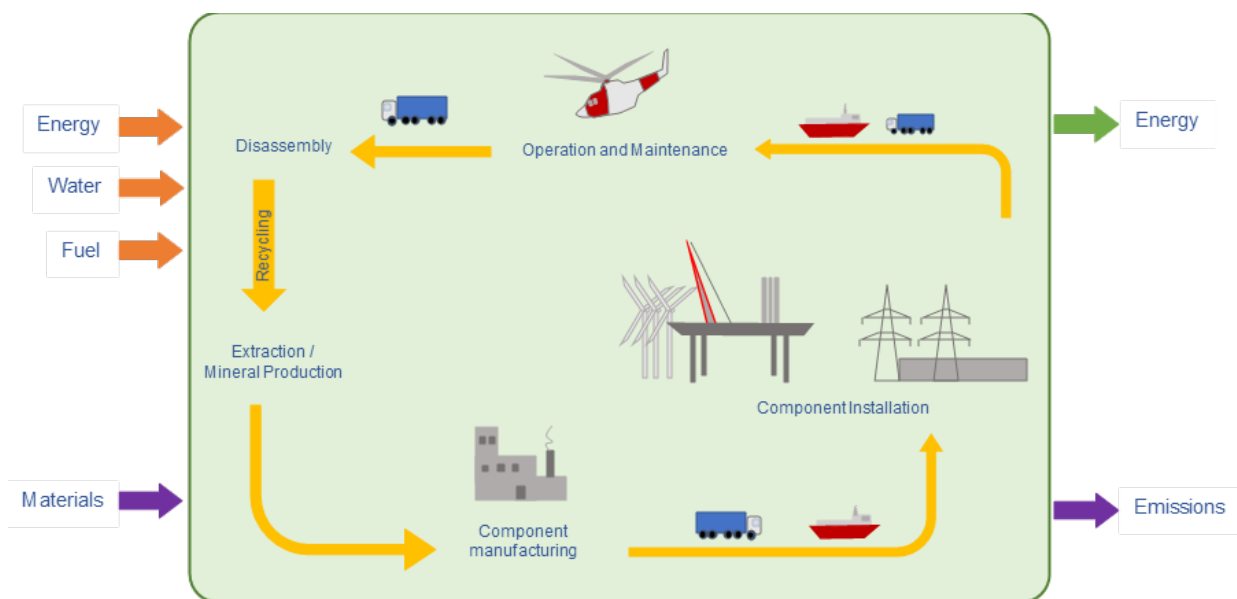 Energy
Water
Fuel
Materials
Disassembly
Operation and Maintenance
Recycling
Extraction /
Mineral Production
Component
manufacturing
Component Installation
Energy
Emissions